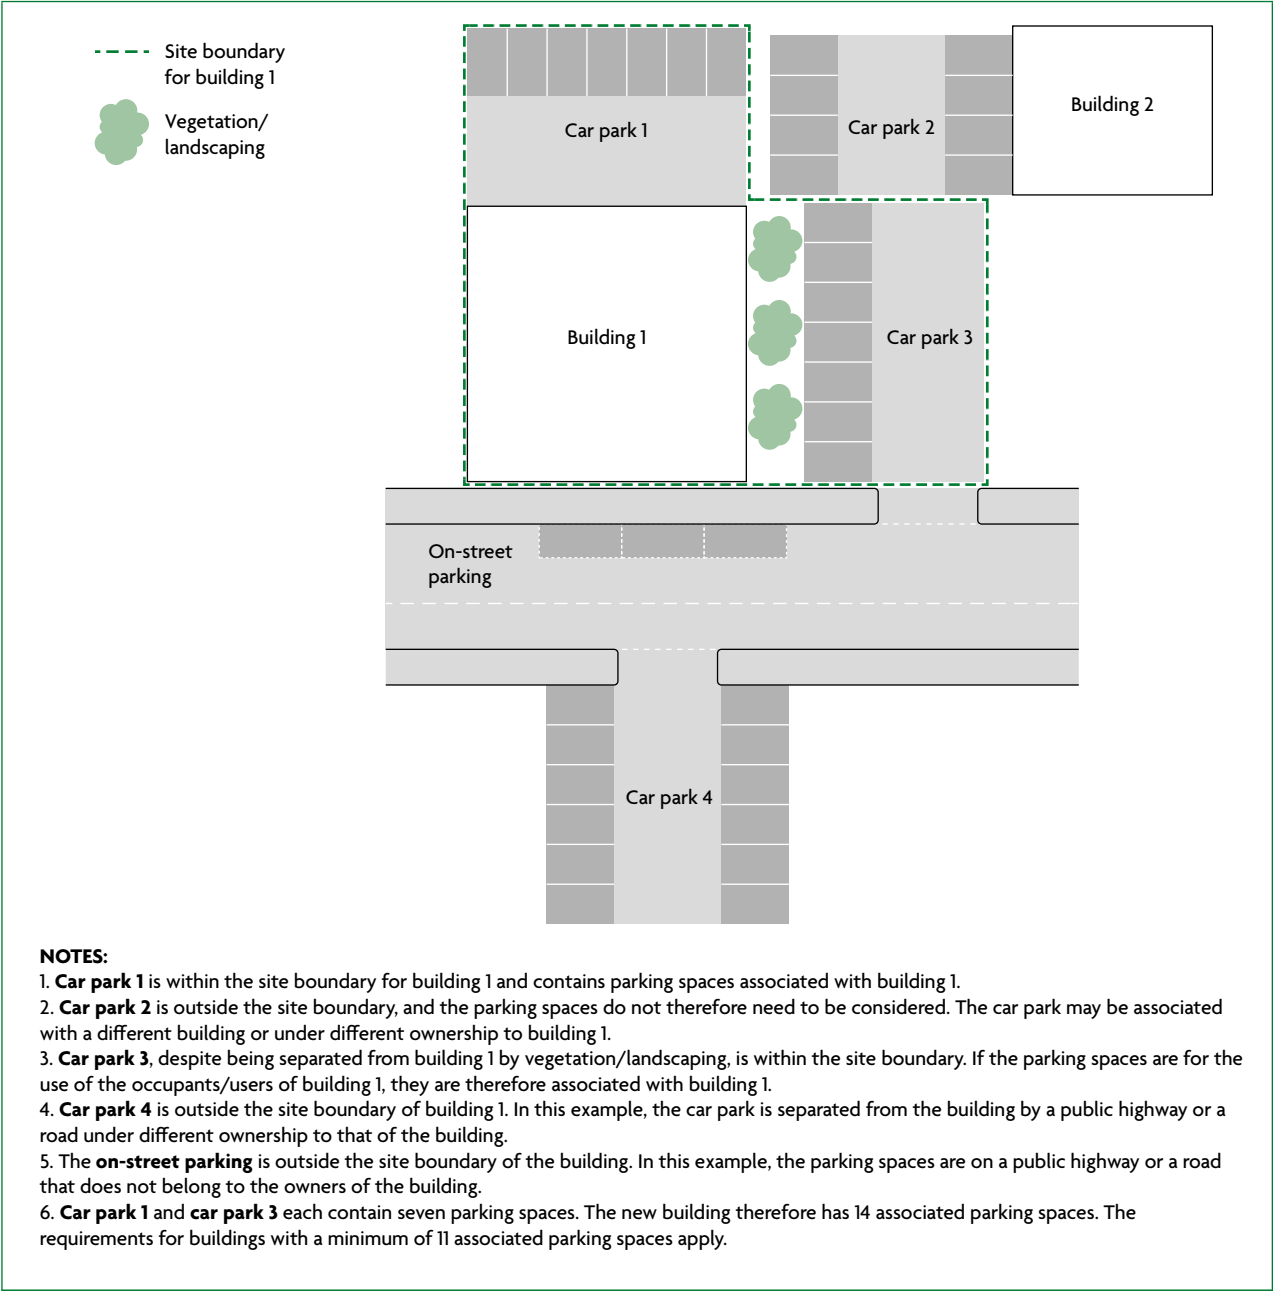 Site boundary
for building 1
Vegetation/
landscaping
Car park 1
Car park 2
Building 2
Building 1
Car park 3
On-street
parking
Car park 4
NOTES:
1. Car park 1 is within the site boundary for building 1 and contains parking spaces associated with building 1.
2. Car park 2 is outside the site boundary, and the parking spaces do not therefore need to be considered. The car park may be associated
with a different building or under different ownership to building 1.
3. Car park 3, despite being separated from building 1 by vegetation/landscaping, is within the site boundary. If the parking spaces are for the
use of the occupants/users of building 1, they are therefore associated with building 1.
4. Car park 4 is outside the site boundary of building 1. In this example, the car park is separated from the building by a public highway or a
road under different ownership to that of the building.
5. The on-street parking is outside the site boundary of the building. In this example, the parking spaces are on a public highway or a road
that does not belong to the owners of the building.
6. Car park 1 and car park 3 each contain seven parking spaces. The new building therefore has 14 associated parking spaces. The
requirements for buildings with a minimum of 11 associated parking spaces apply.